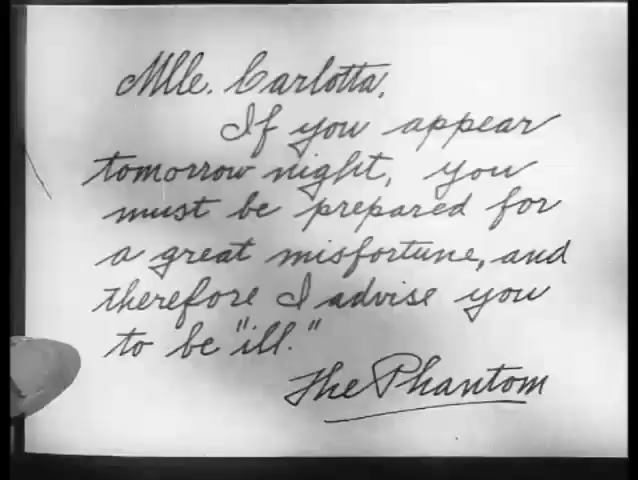 Mlle. Carlotta,
If you appear
tomorrow night, you
must be prepared for
a great misfortune, and
therefore I advise you
to be "ill."
The Phantom